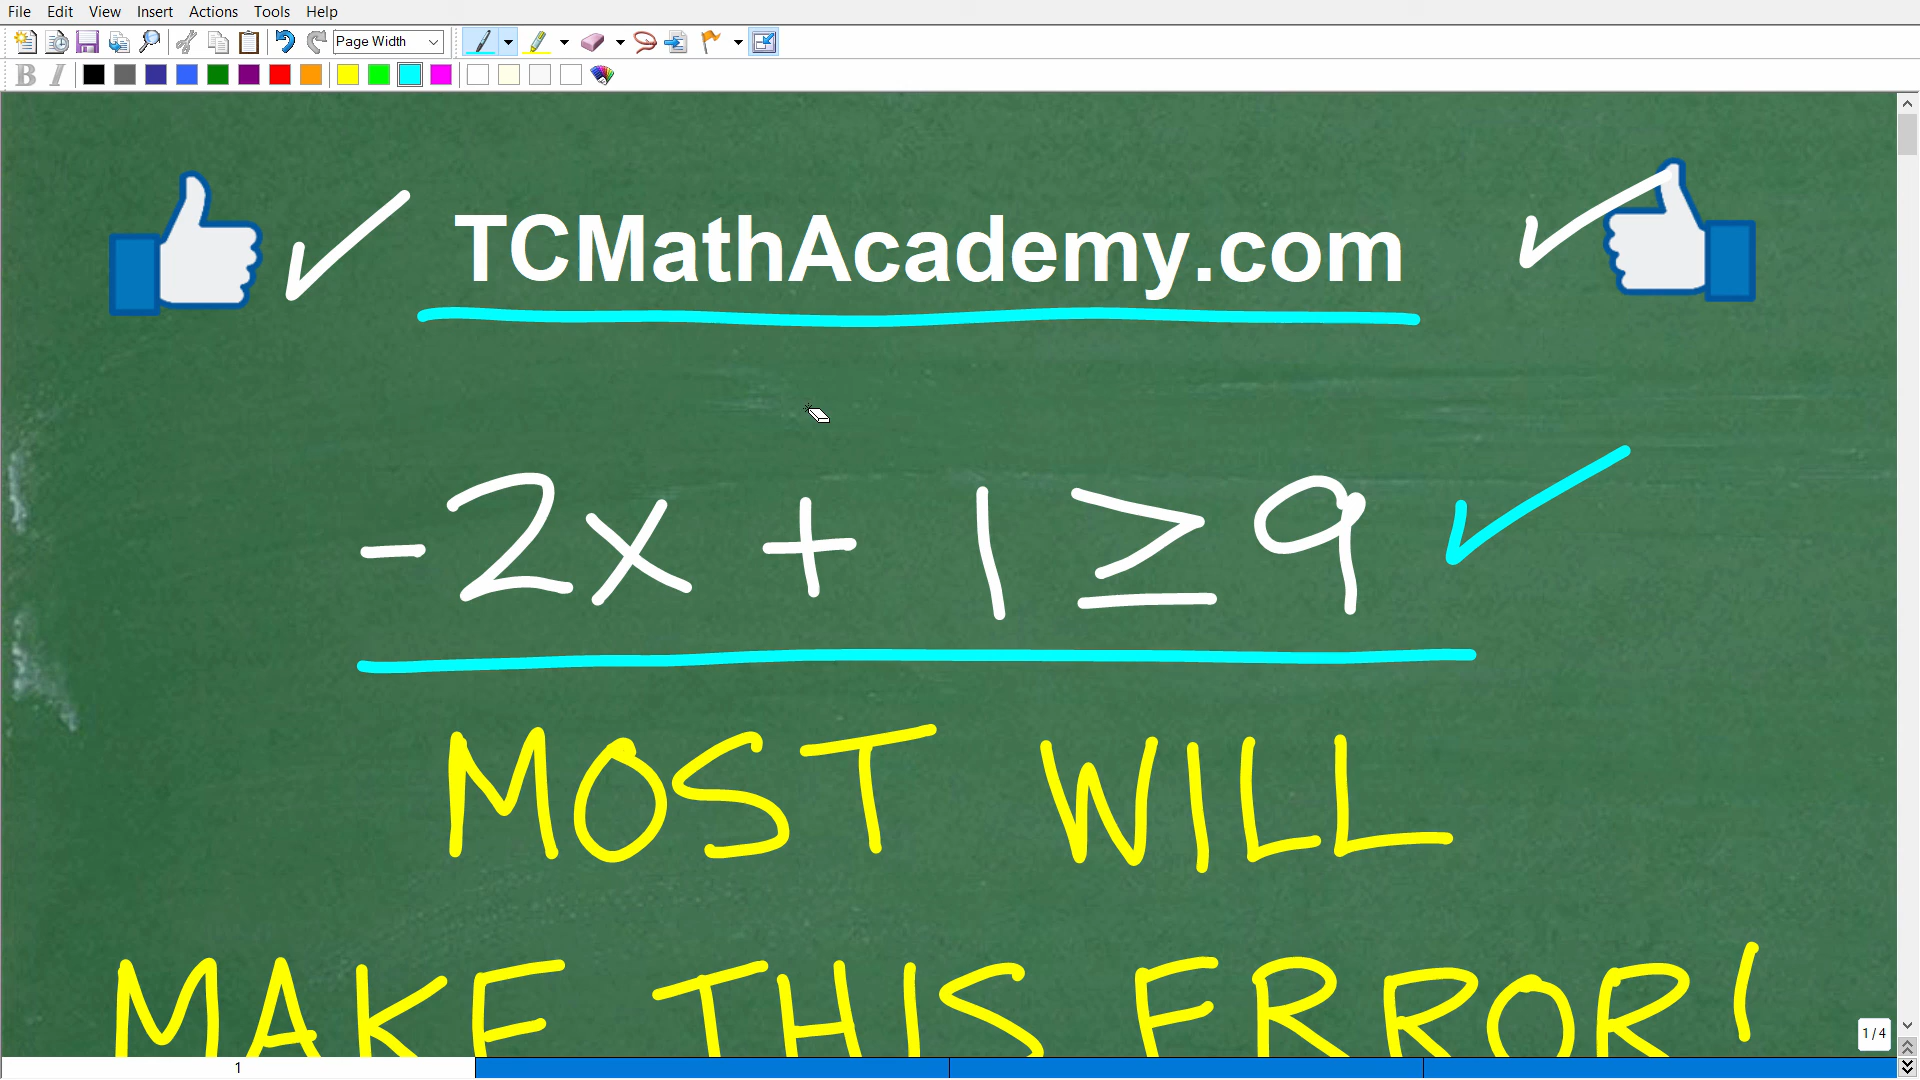 File Edit View Insert Actions Tools Help
Page Width
B I
TCMathAcademy.com
-2x + 1 ≥ 9
MOST WILL
MAKE THIS ERROR!
1 / 4
1